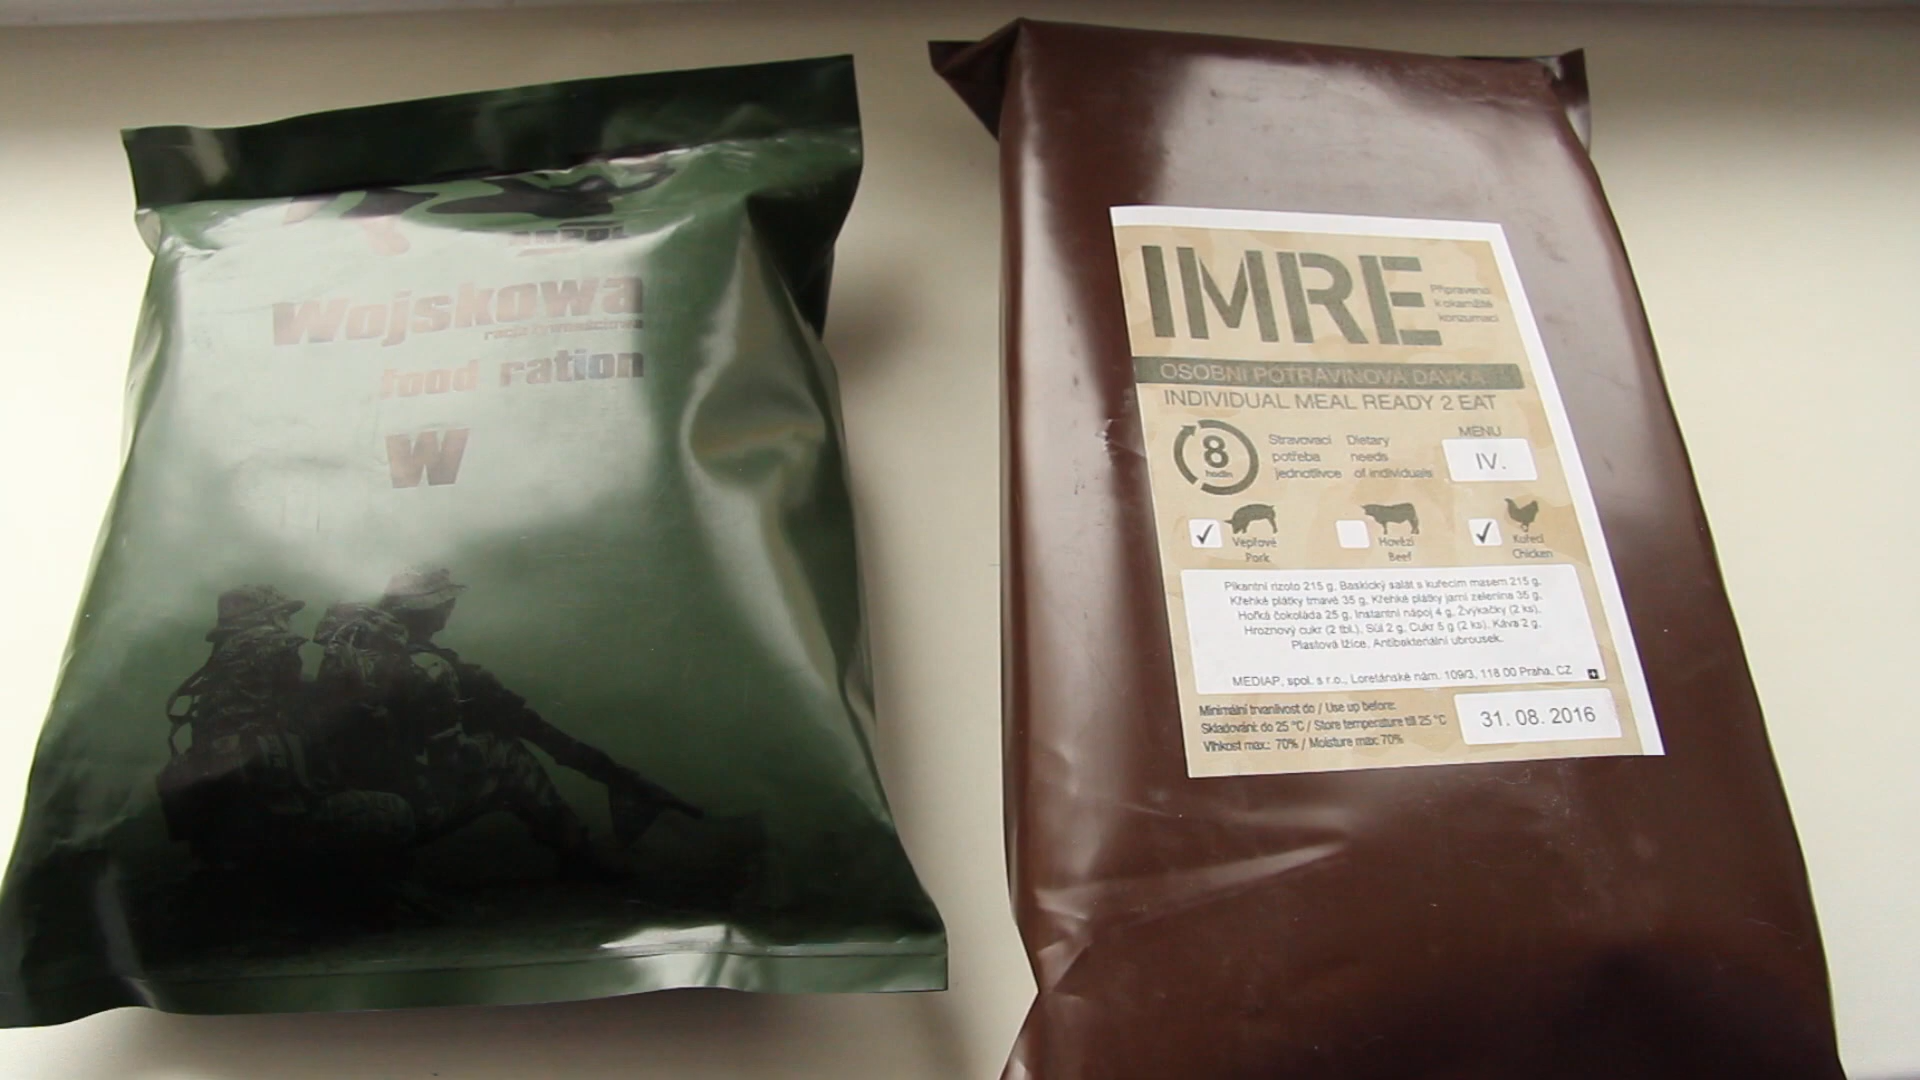 Wojskowa
racja żywnościowa
food ration
W
IMRE
Připraveno
k okamžité
konzumaci
OSOBNÍ POTRAVINOVÁ DÁVKA
INDIVIDUAL MEAL READY 2 EAT
8
hodin
Stravovací
potřeba
jednotlivce
Dietary
needs
of individuals
MENU
IV.
Vepřové
Pork
Hovězí
Beef
Kuřecí
Chicken
Pikantní rizoto 215 g, Baskický salát s kuřecím masem 215 g,
Křehké plátky tmavé 35 g, Křehké plátky jarní zelenina 35 g,
Hořká čokoláda 25 g, Instantní nápoj 4 g, Žvýkačky (2 ks),
Hroznový cukr (2 tbl.), Sůl 2 g, Cukr 5 g (2 ks), Káva 2 g,
Plastová lžíce, Antibakteriální ubrousek.
MEDIAP, spol. s r.o., Loretánské nám. 109/3, 118 00 Praha, CZ
Minimální trvanlivost do / Use up before:
Skladování: do 25 °C / Store temperature till 25 °C
Vlhkost max.: 70% / Moisture max: 70%
31. 08. 2016